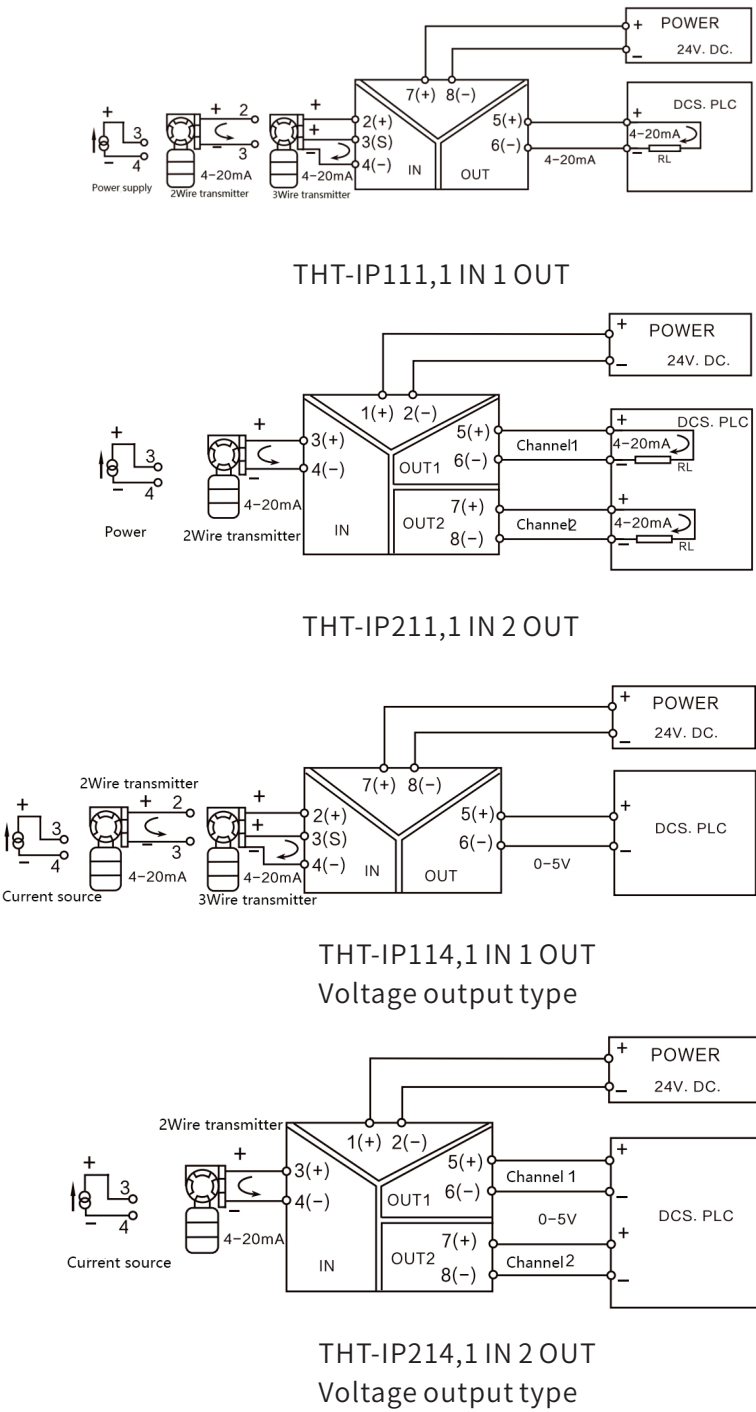 + POWER
− 24V. DC.
7(+) 8(−)
DCS. PLC
+ 3
− 4
Power supply
+ 2
− 3
4−20mA
2Wire transmitter
+
+
−
4−20mA
3Wire transmitter
2(+)
3(S)
4(−)
IN
OUT
5(+)
6(−)
4−20mA
+
4−20mA
−
RL
THT-IP111,1 IN 1 OUT
+ POWER
− 24V. DC.
1(+) 2(−)
+ 3
− 4
Power
+
−
4−20mA
2Wire transmitter
3(+)
4(−)
IN
OUT1
5(+)
6(−)
OUT2
7(+)
8(−)
Channel1
Channel2
+ DCS. PLC
4−20mA
−
RL
+
4−20mA
−
RL
THT-IP211,1 IN 2 OUT
+ POWER
− 24V. DC.
7(+) 8(−)
+ 3
− 4
Current source
2Wire transmitter
+ 2
− 3
4−20mA
+
+
−
4−20mA
3Wire transmitter
2(+)
3(S)
4(−)
IN
OUT
5(+)
6(−)
0−5V
+
DCS. PLC
−
THT-IP114,1 IN 1 OUT
Voltage output type
+ POWER
− 24V. DC.
1(+) 2(−)
+ 3
− 4
Current source
2Wire transmitter
+
−
4−20mA
3(+)
4(−)
IN
OUT1
5(+)
6(−)
OUT2
7(+)
8(−)
Channel 1
0−5V
Channel 2
+
−
DCS. PLC
+
−
THT-IP214,1 IN 2 OUT
Voltage output type